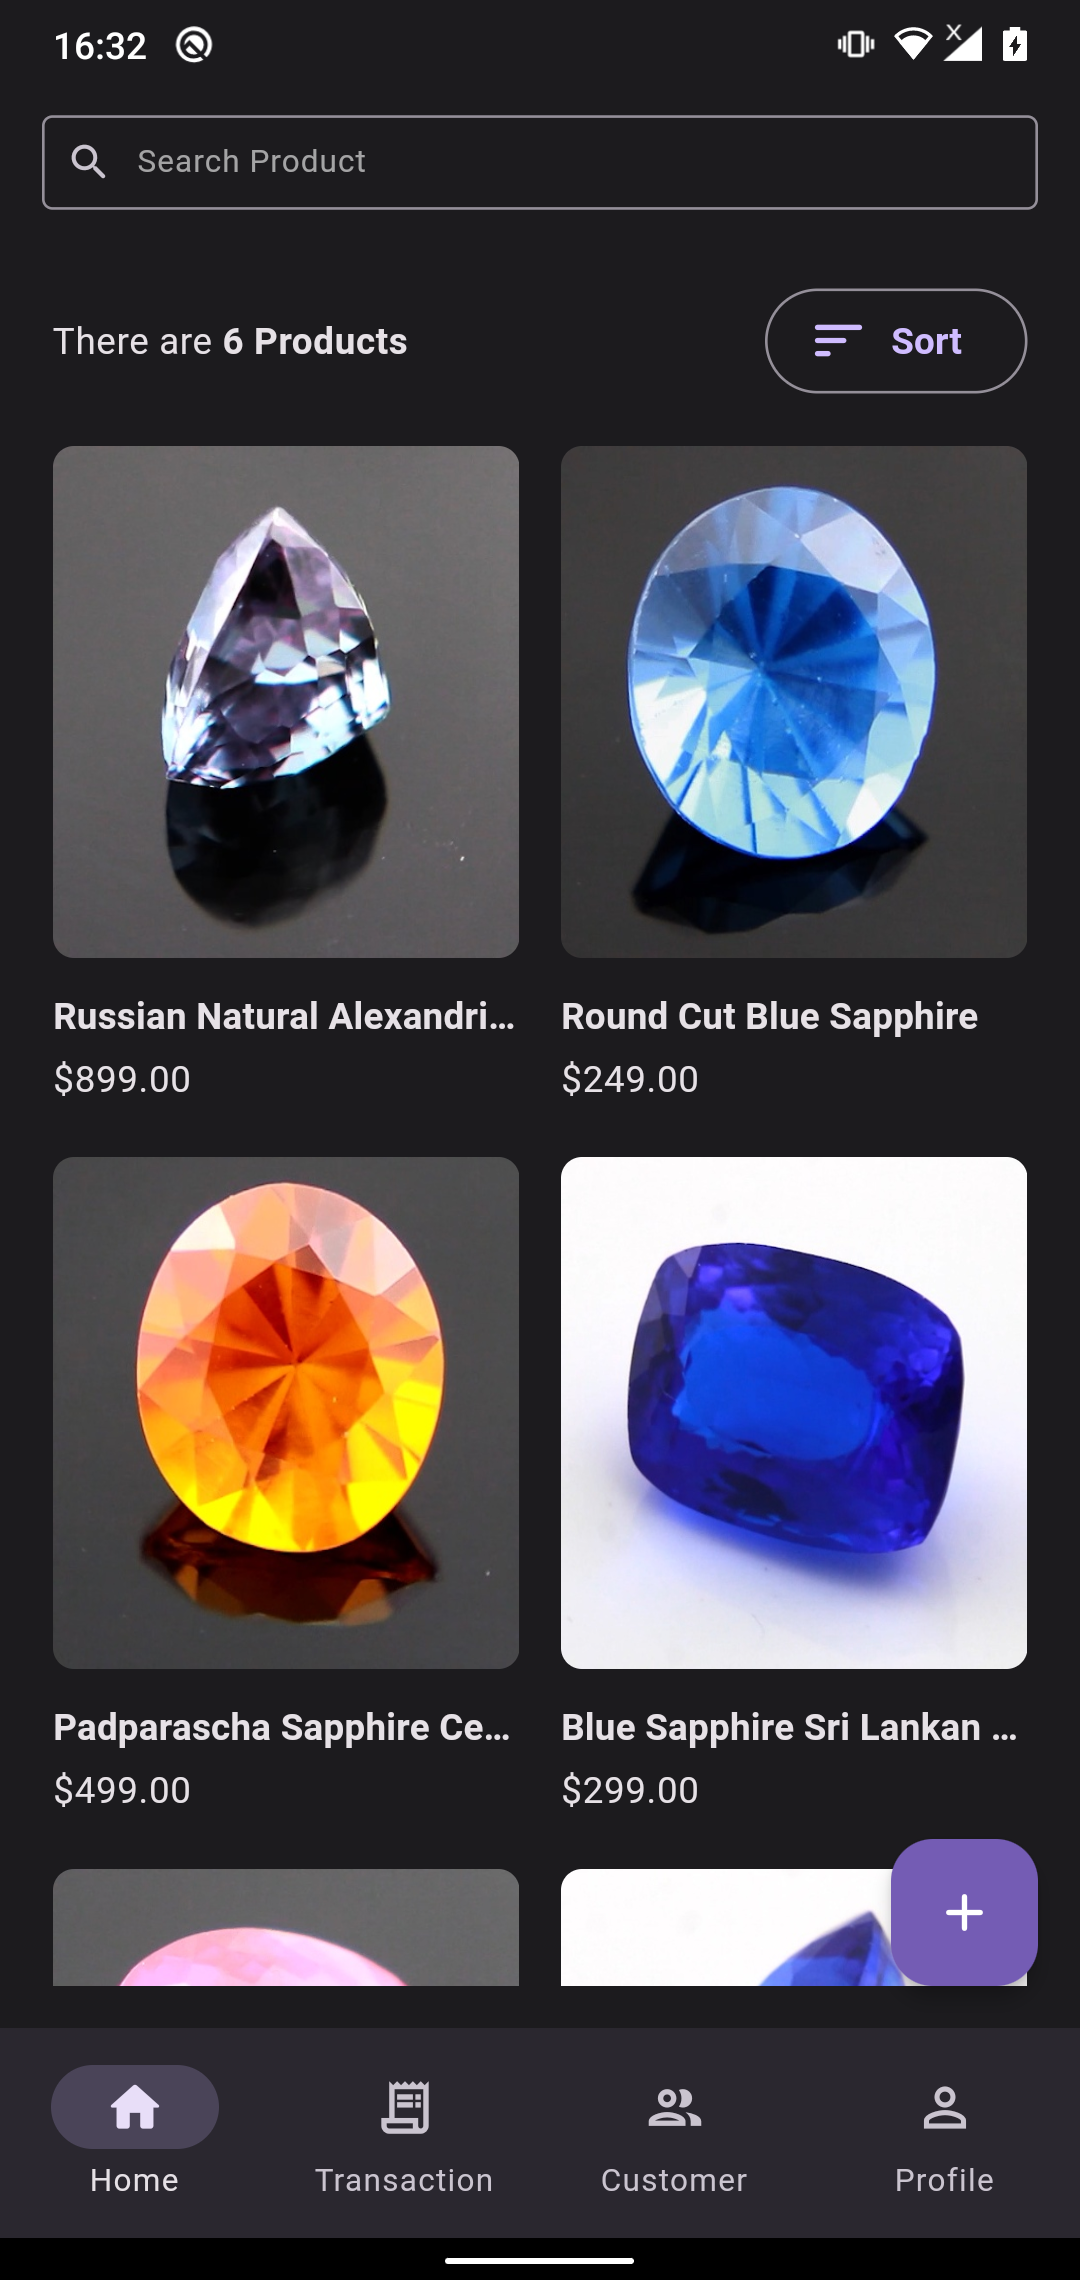 16:32
Search Product
There are 6 Products
Sort
Russian Natural Alexandri...
Round Cut Blue Sapphire
$899.00
$249.00
Padparascha Sapphire Ce...
Blue Sapphire Sri Lankan ...
$499.00
$299.00
Home
Transaction
Customer
Profile